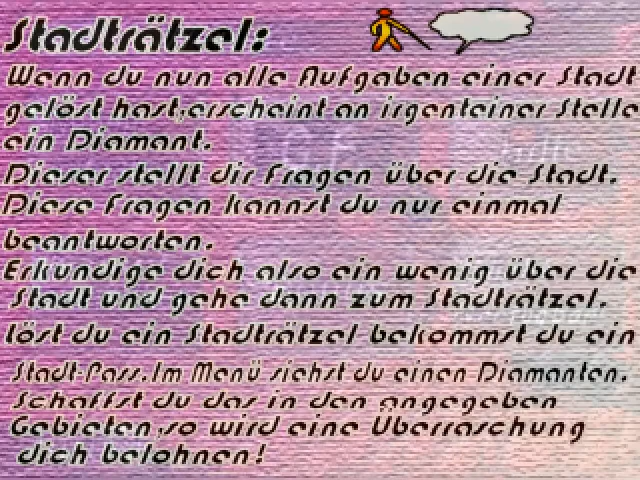 Stadträtzel:
Wenn du nun alle Aufgaben einer Stadt
gelöst hast,erscheint an irgenteiner Stelle
ein Diamant.
Dieser stellt dir Fragen über die Stadt.
Diese Fragen kannst du nur einmal
beantworten.
Erkundige dich also ein wenig über die
Stadt und gehe dann zum Stadträtzel.
löst du ein Stadträtzel bekommst du ein
Stadt-Pass.Im Menü siehst du einen Diamanten.
Schaffst du das in den angegeben
Gebieten,so wird eine Überraschung
dich belohnen!